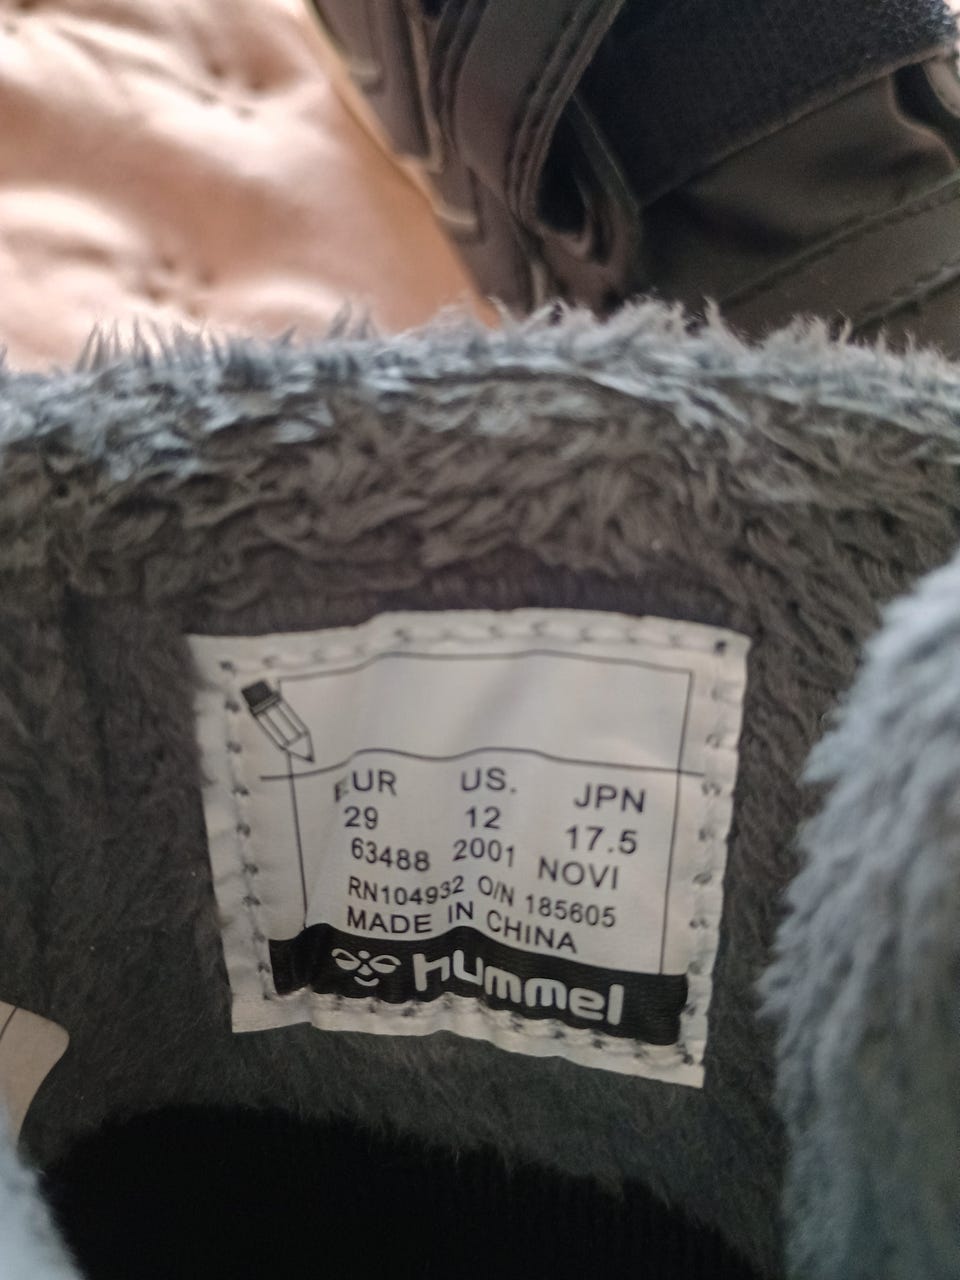 EUR US. JPN
29 12 17.5
63488 2001 NOVI
RN104932 O/N 185605
MADE IN CHINA
hummel